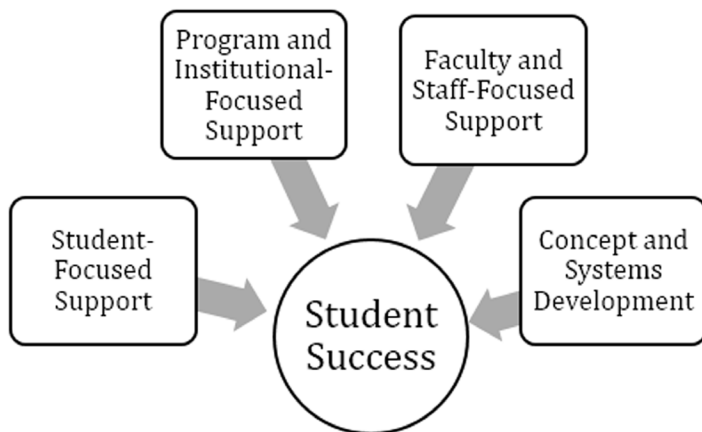 Program and
Institutional-
Focused
Support
Faculty and
Staff-Focused
Support
Student-
Focused
Support
Concept and
Systems
Development
Student
Success